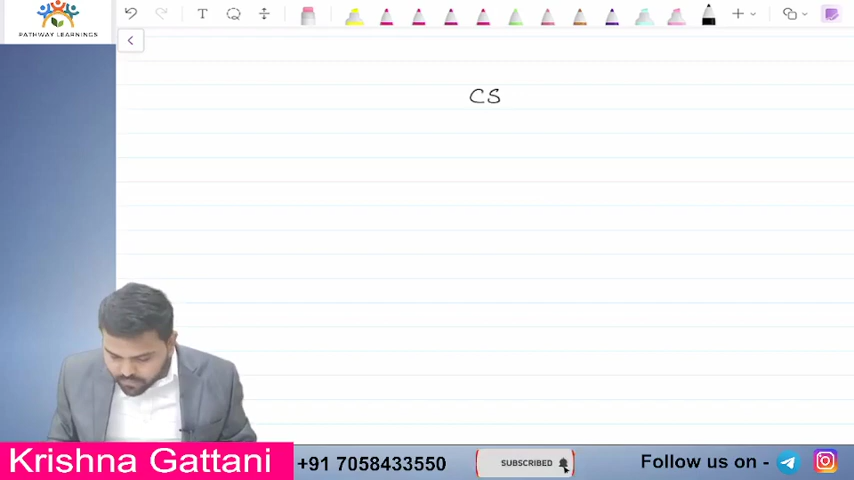 PATHWAY LEARNINGS
T
CS
Krishna Gattani
+91 7058433550
SUBSCRIBED
Follow us on -